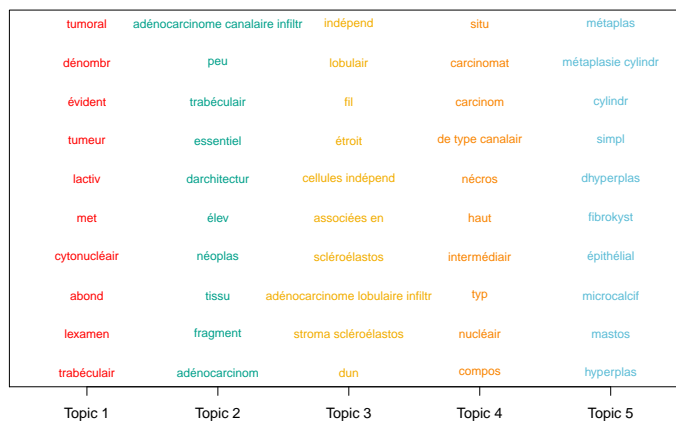 tumoral adénocarcinome canalaire infiltr indépend situ métaplas
dénombr peu lobulair carcinomat métaplasie cylindr
évident trabéculair fil carcinom cylindr
tumeur essentiel étroit de type canalair simpl
lactiv darchitectur cellules indépend nécros dhyperplas
met élev associées en haut fibrokyst
cytonucléair néoplas scléroélastos intermédiair épithélial
abond tissu adénocarcinome lobulaire infiltr typ microcalcif
lexamen fragment stroma scléroélastos nucléair mastos
trabéculair adénocarcinom dun compos hyperplas
Topic 1 Topic 2 Topic 3 Topic 4 Topic 5